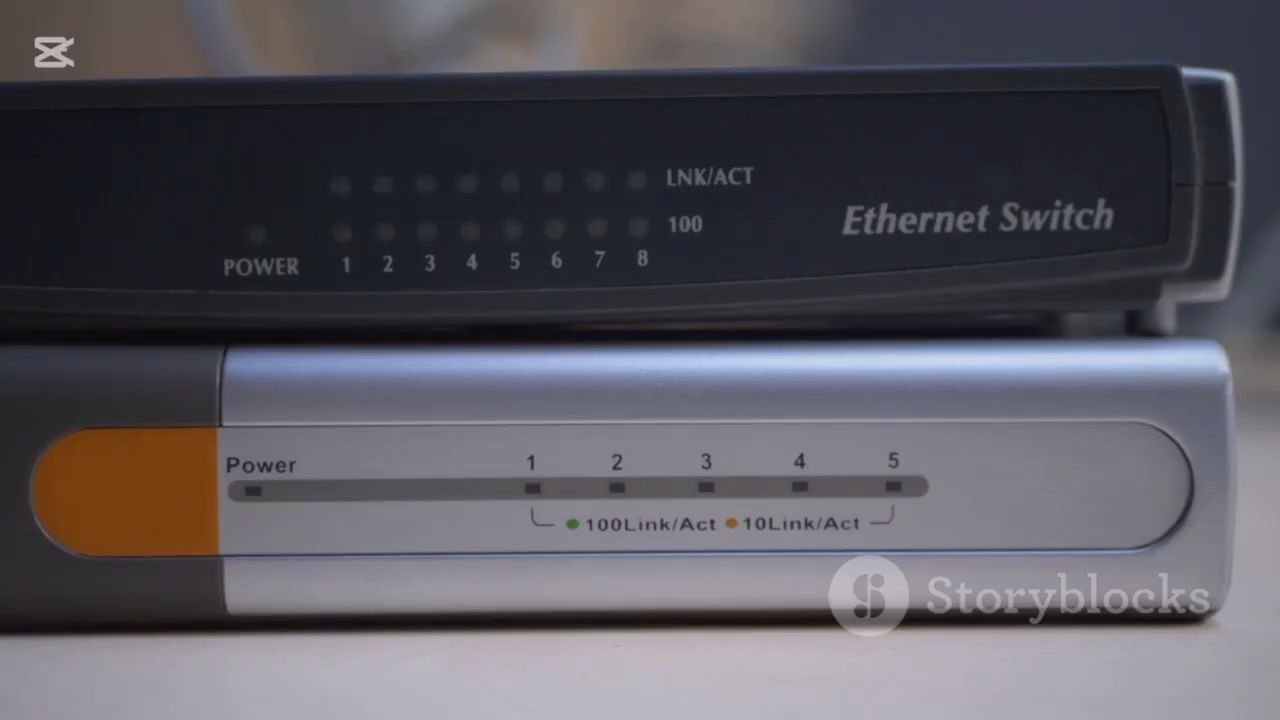 LNK/ACT
100
Ethernet Switch
POWER 1 2 3 4 5 6 7 8
Power 1 2 3 4 5
100Link/Act 10Link/Act
Storyblocks